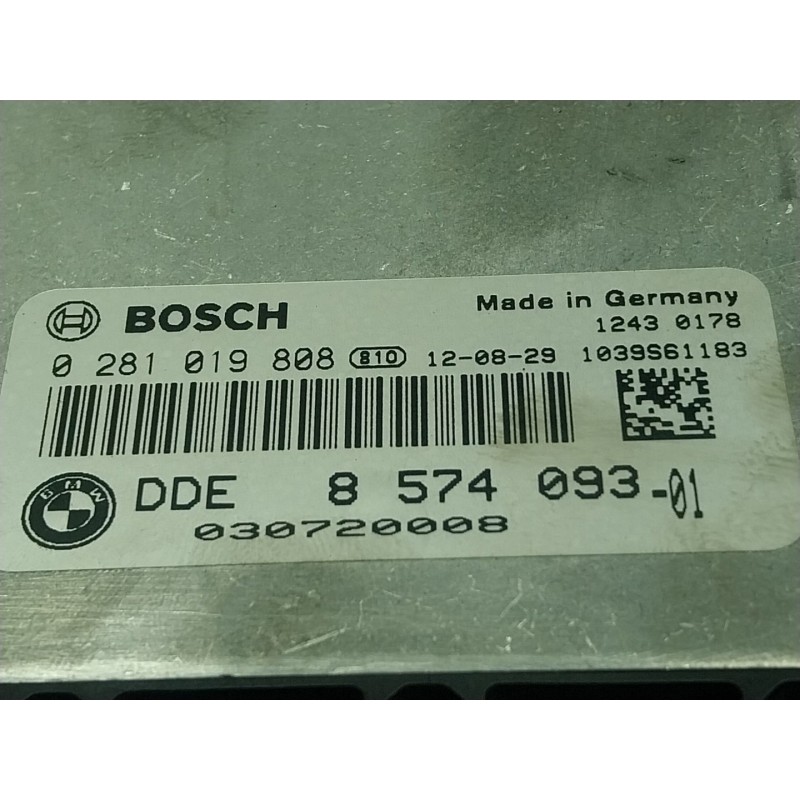 BOSCH Made in Germany
1243 0178
0 281 019 808 810 12-08-29 1039S61183
BMW DDE 8 574 093-01
030720008